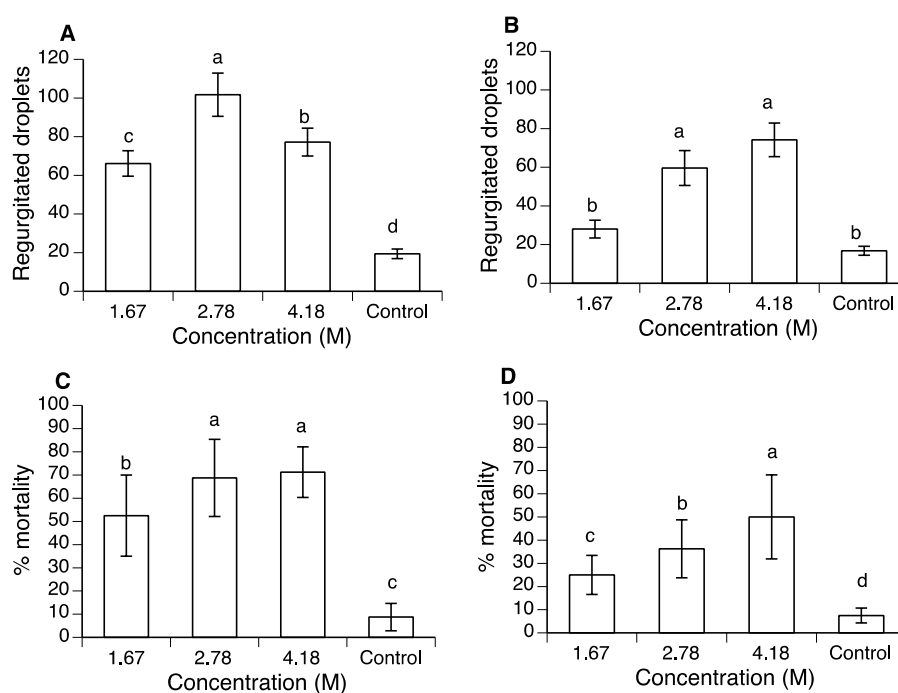 A
Regurgitated droplets
120
100
80
60
40
20
0
c
a
b
d
1.67 2.78 4.18 Control
Concentration (M)
B
Regurgitated droplets
120
100
80
60
40
20
0
b
a
a
b
1.67 2.78 4.18 Control
Concentration (M)
C
% mortality
100
90
80
70
60
50
40
30
20
10
0
b
a
a
c
1.67 2.78 4.18 Control
Concentration (M)
D
% mortality
100
90
80
70
60
50
40
30
20
10
0
c
b
a
d
1.67 2.78 4.18 Control
Concentration (M)